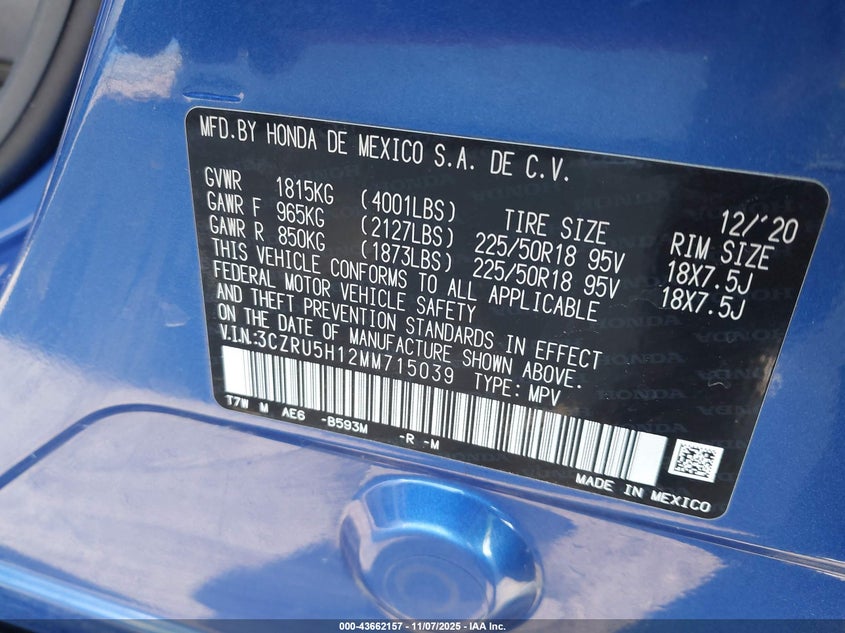 MFD.BY HONDA DE MEXICO S.A. DE C.V.
12/'20
GVWR 1815KG (4001LBS) TIRE SIZE RIM SIZE
GAWR F 965KG (2127LBS) 225/50R18 95V 18X7.5J
GAWR R 850KG (1873LBS) 225/50R18 95V 18X7.5J
THIS VEHICLE CONFORMS TO ALL APPLICABLE
FEDERAL MOTOR VEHICLE SAFETY
AND THEFT PREVENTION STANDARDS IN EFFECT
ON THE DATE OF MANUFACTURE SHOWN ABOVE.
V.I.N.:3CZRU5H12MM715039 TYPE: MPV
T7W M AE6 -B593M -R -M
MADE IN MEXICO
000-43662157 - 11/07/2025 - IAA Inc.